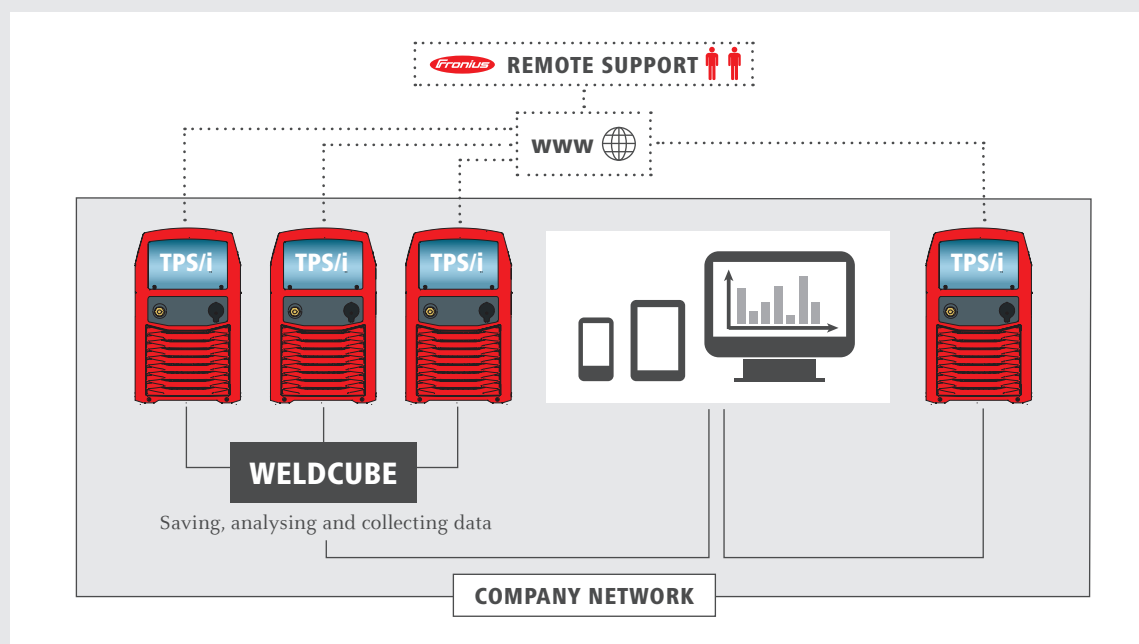 Fronius REMOTE SUPPORT
www
TPS/i TPS/i TPS/i TPS/i
WELDCUBE
Saving, analysing and collecting data
COMPANY NETWORK